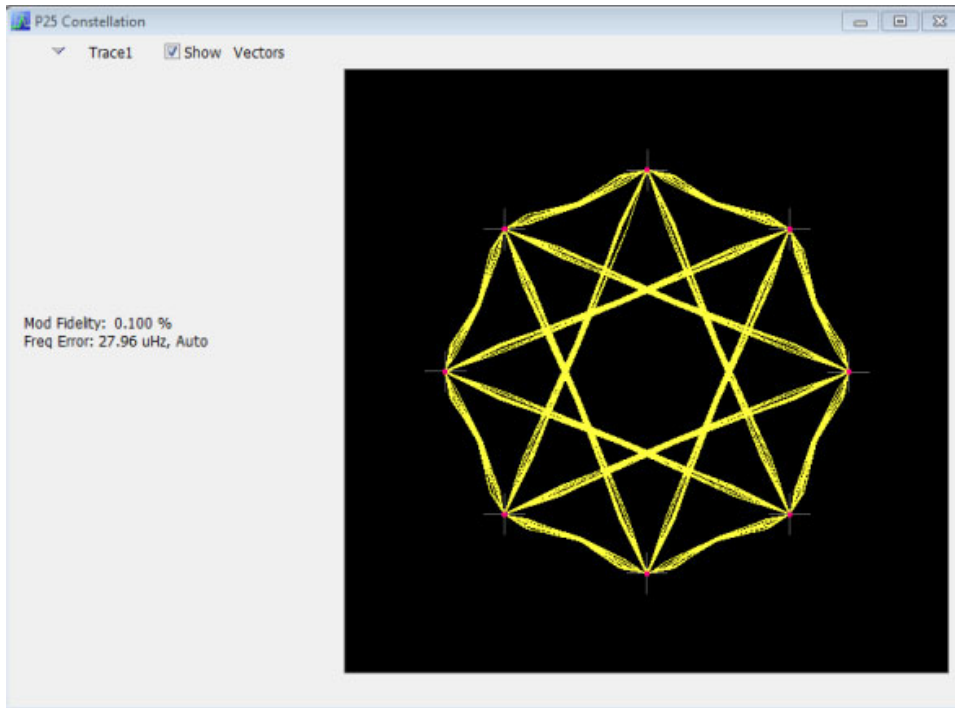 P25 Constellation
Trace1 Show Vectors
Mod Fidelity: 0.100 %
Freq Error: 27.96 uHz, Auto